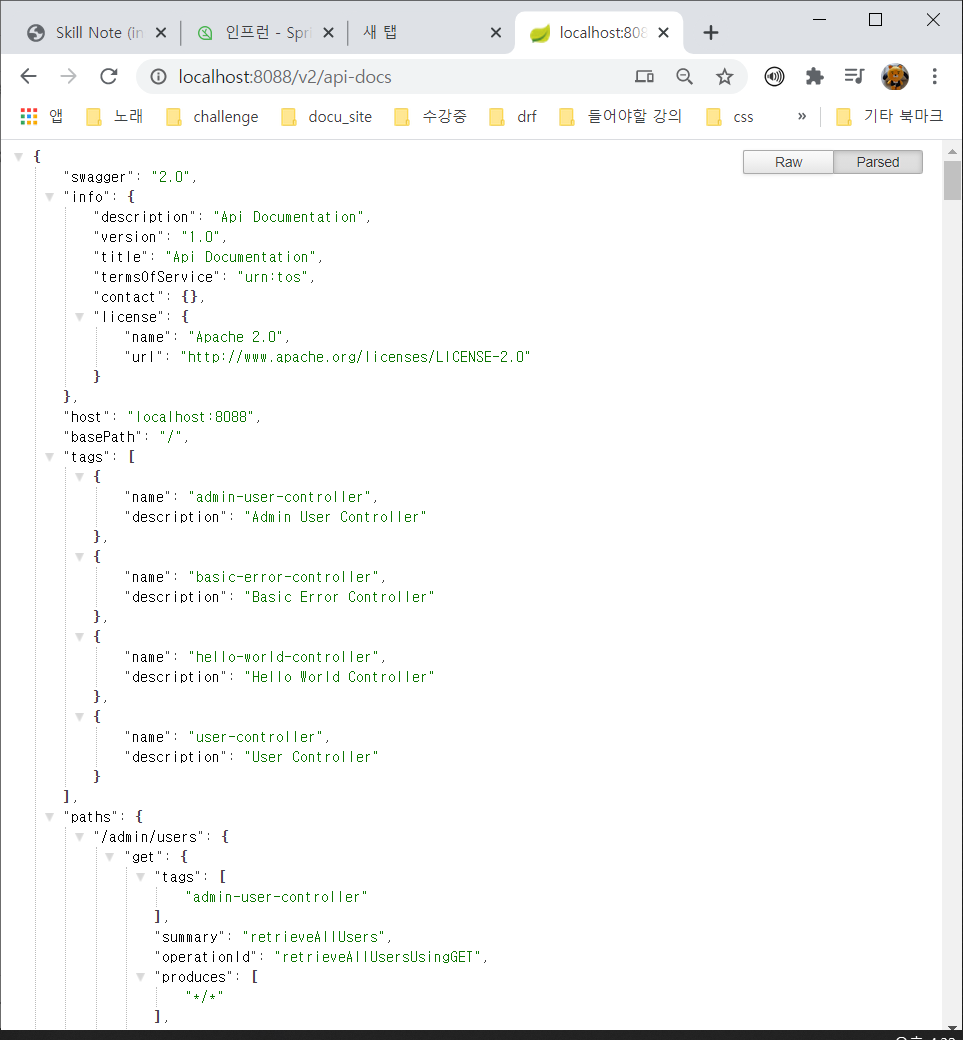 Skill Note (in
인프런 - Spri
새 탭
localhost:808
localhost:8088/v2/api-docs
앱
노래
challenge
docu_site
수강중
drf
들어야할 강의
css
»
기타 북마크
Raw
Parsed
{
"swagger": "2.0",
"info": {
"description": "Api Documentation",
"version": "1.0",
"title": "Api Documentation",
"termsOfService": "urn:tos",
"contact": {},
"license": {
"name": "Apache 2.0",
"url": "http://www.apache.org/licenses/LICENSE-2.0"
}
},
"host": "localhost:8088",
"basePath": "/",
"tags": [
{
"name": "admin-user-controller",
"description": "Admin User Controller"
},
{
"name": "basic-error-controller",
"description": "Basic Error Controller"
},
{
"name": "hello-world-controller",
"description": "Hello World Controller"
},
{
"name": "user-controller",
"description": "User Controller"
}
],
"paths": {
"/admin/users": {
"get": {
"tags": [
"admin-user-controller"
],
"summary": "retrieveAllUsers",
"operationId": "retrieveAllUsersUsingGET",
"produces": [
"*/*"
],